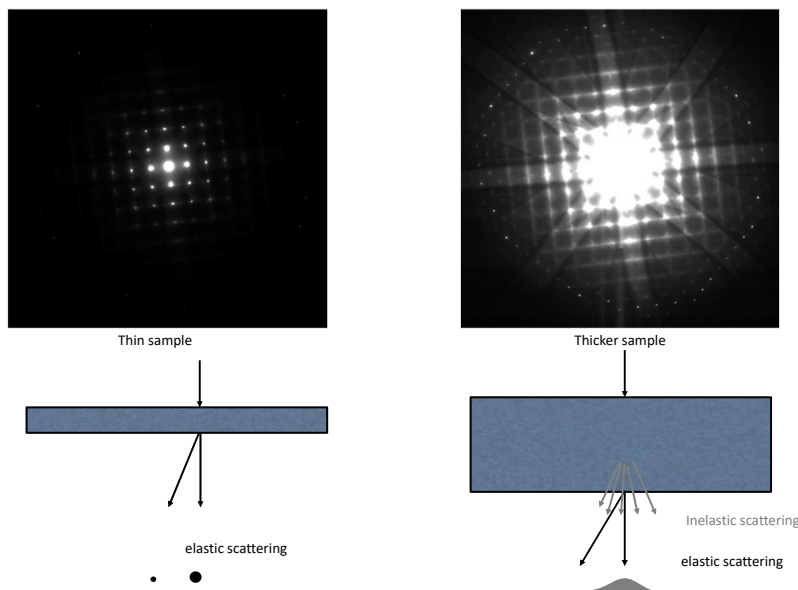 Thin sample
Thicker sample
Inelastic scattering
elastic scattering
elastic scattering